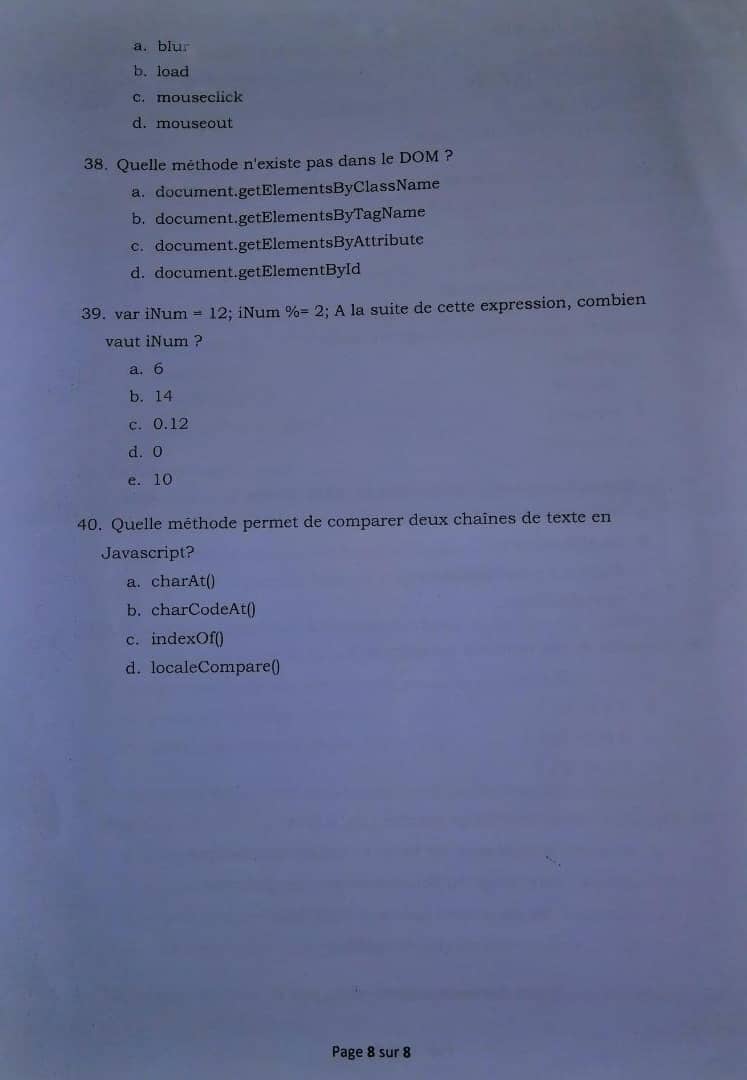 a. blur
b. load
c. mouseclick
d. mouseout
38. Quelle méthode n'existe pas dans le DOM ?
a. document.getElementsByClassName
b. document.getElementsByTagName
c. document.getElementsByAttribute
d. document.getElementById
39. var iNum = 12; iNum %= 2; A la suite de cette expression, combien
vaut iNum ?
a. 6
b. 14
c. 0.12
d. 0
e. 10
40. Quelle méthode permet de comparer deux chaînes de texte en
Javascript?
a. charAt()
b. charCodeAt()
c. indexOf()
d. localeCompare()
Page 8 sur 8